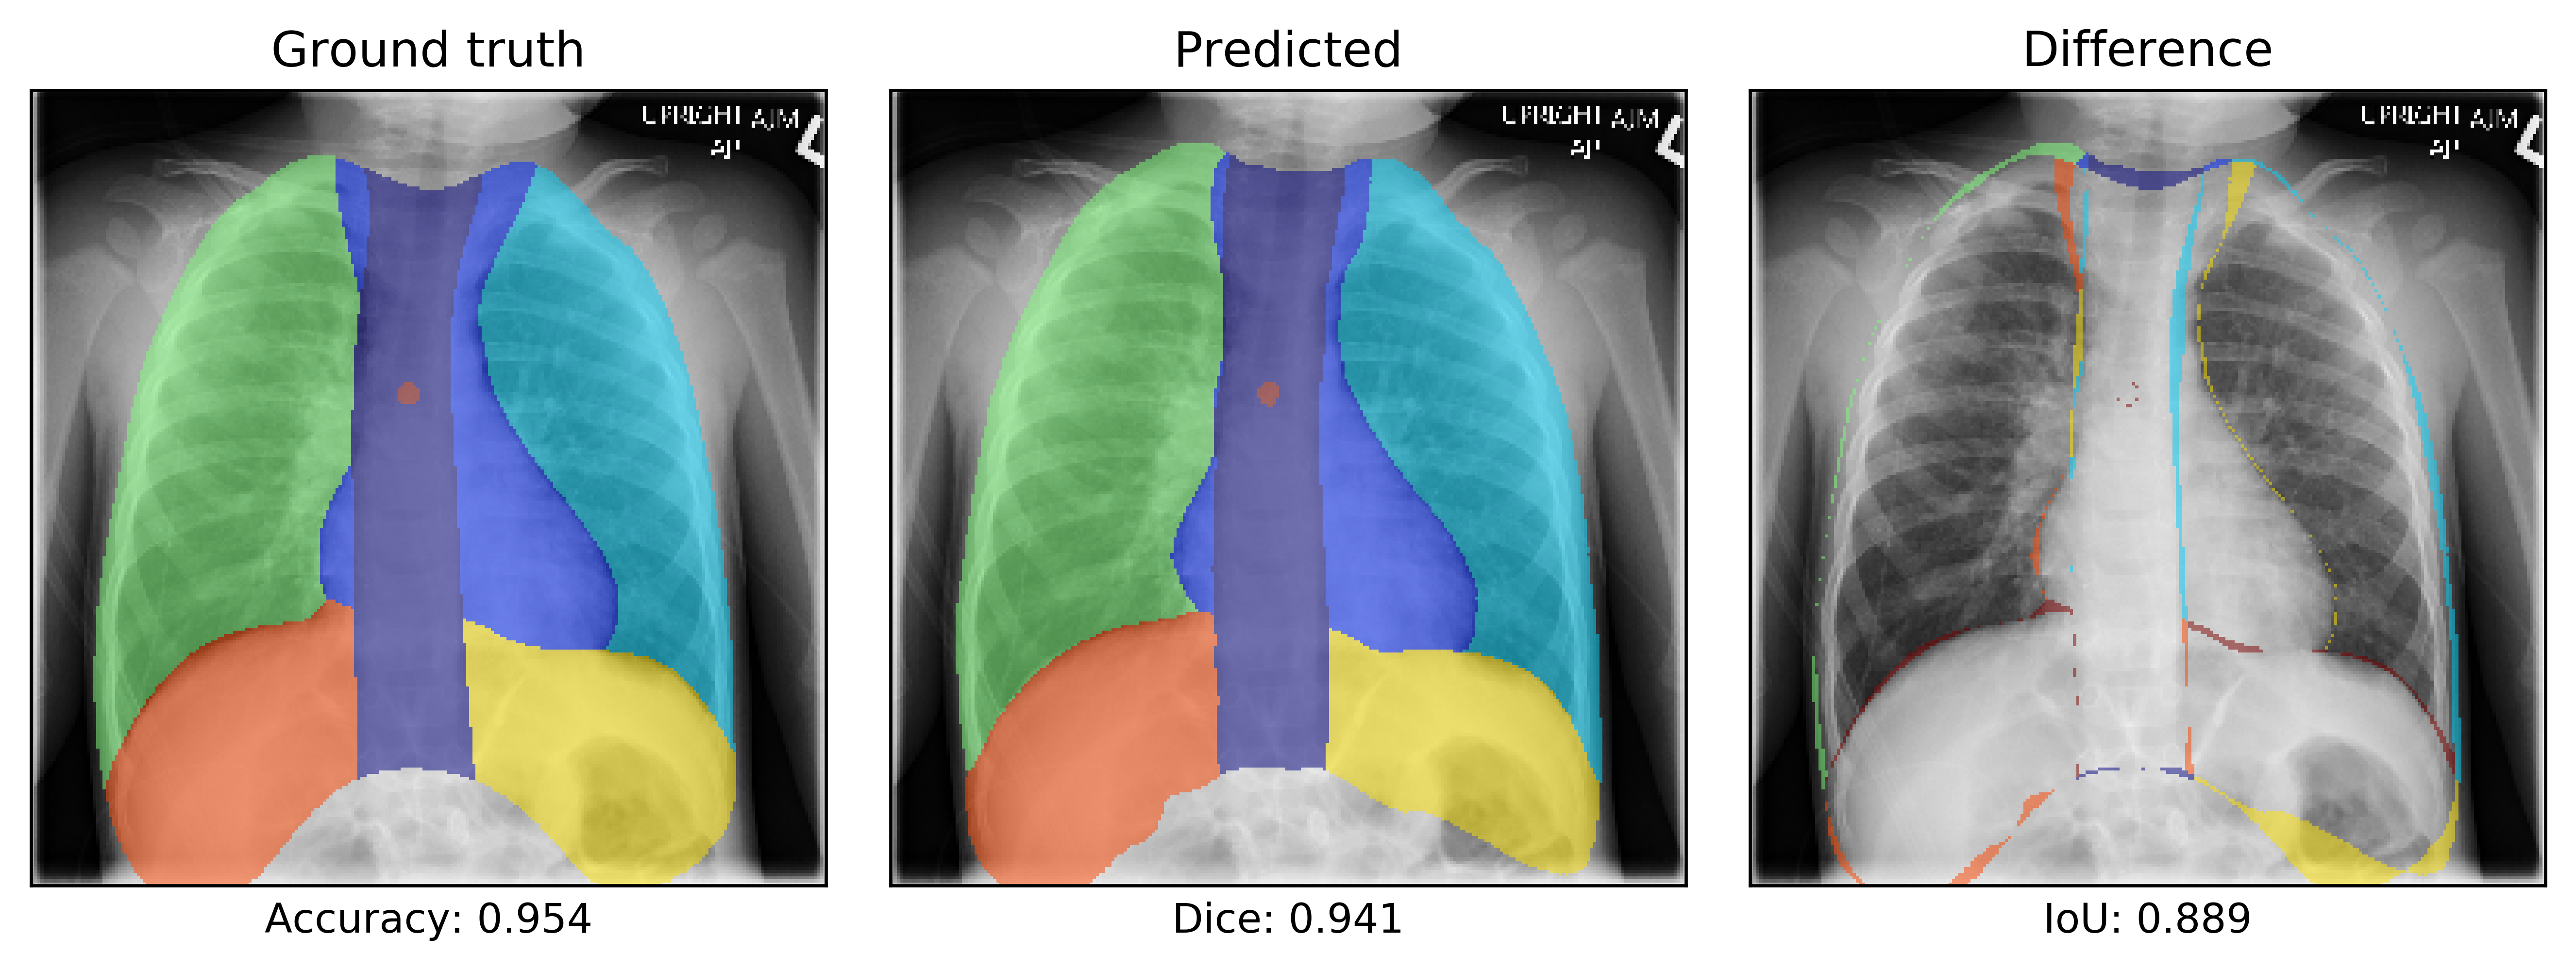 Ground truth
Predicted
Difference
Accuracy: 0.954
Dice: 0.941
IoU: 0.889